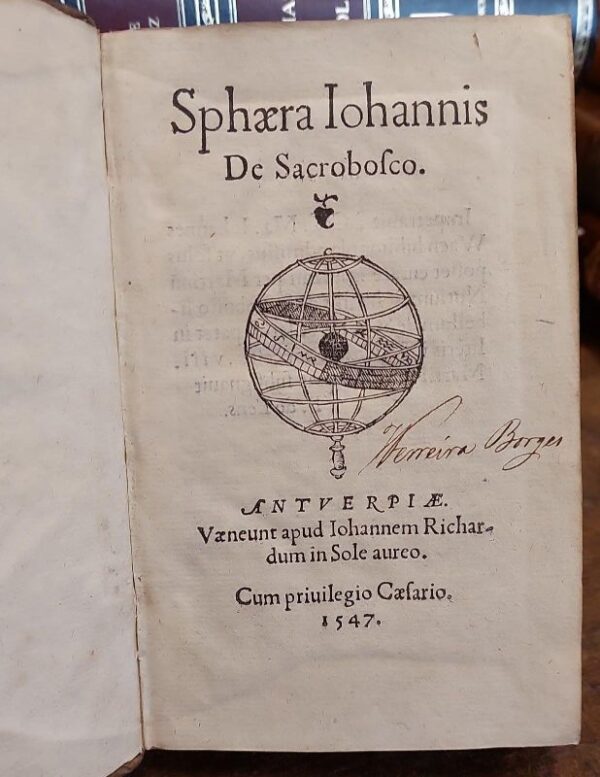 Sphæra Iohannis
De Sacroboſco.
Ferreira Borges
ANTVERPIÆ.
Væneunt apud Iohannem Richar-
dum in Sole aureo.
Cum priuilegio Cæſario.
1547.